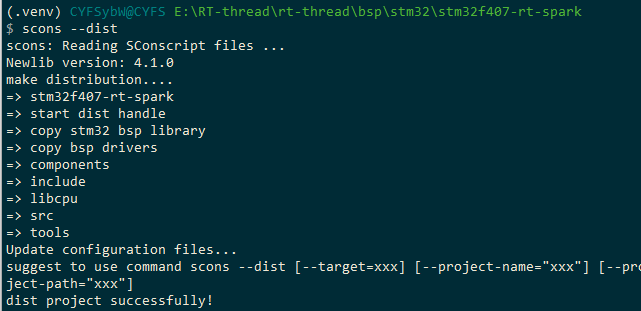 (.venv) CYFSybW@CYFS E:\RT-thread\rt-thread\bsp\stm32\stm32f407-rt-spark
$ scons --dist
scons: Reading SConscript files ...
Newlib version: 4.1.0
make distribution....
=> stm32f407-rt-spark
=> start dist handle
=> copy stm32 bsp library
=> copy bsp drivers
=> components
=> include
=> libcpu
=> src
=> tools
Update configuration files...
suggest to use command scons --dist [--target=xxx] [--project-name="xxx"] [--pro
ject-path="xxx"]
dist project successfully!